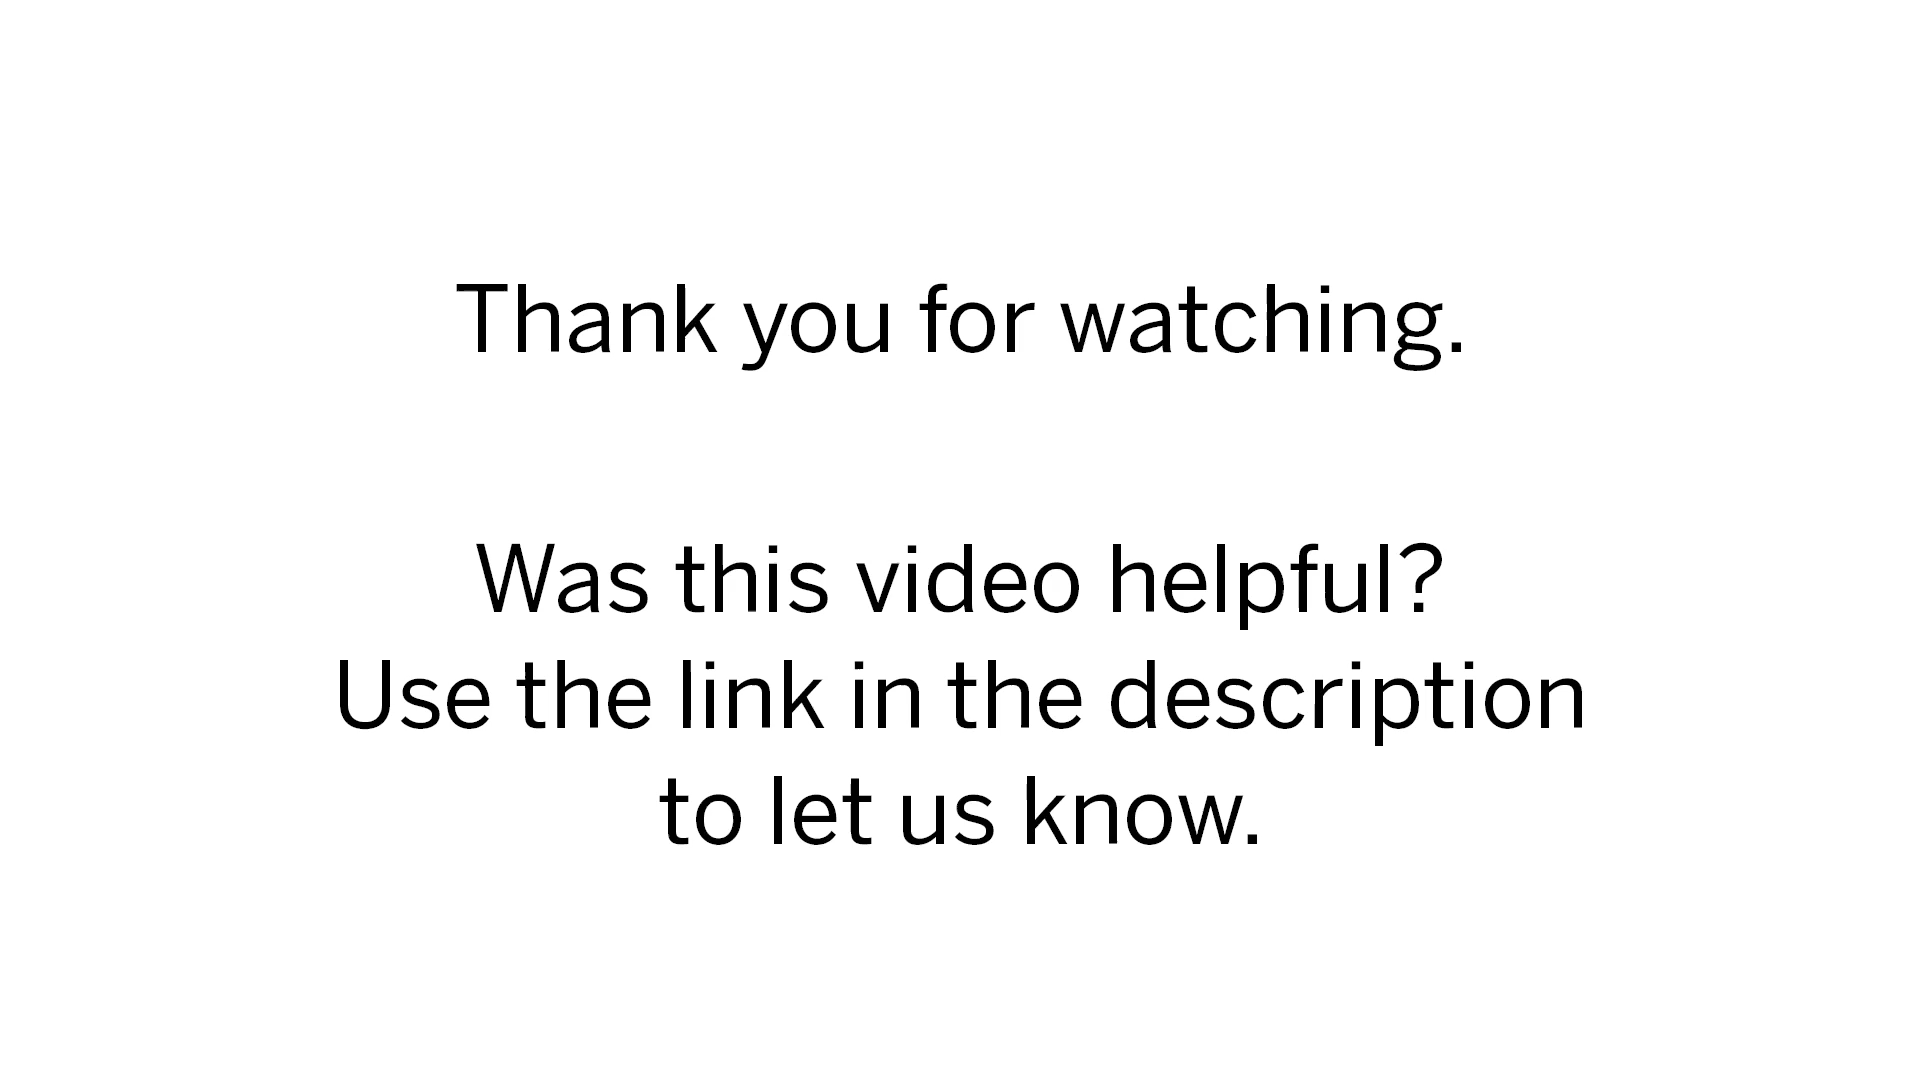 Thank you for watching.
Was this video helpful?
Use the link in the description
to let us know.